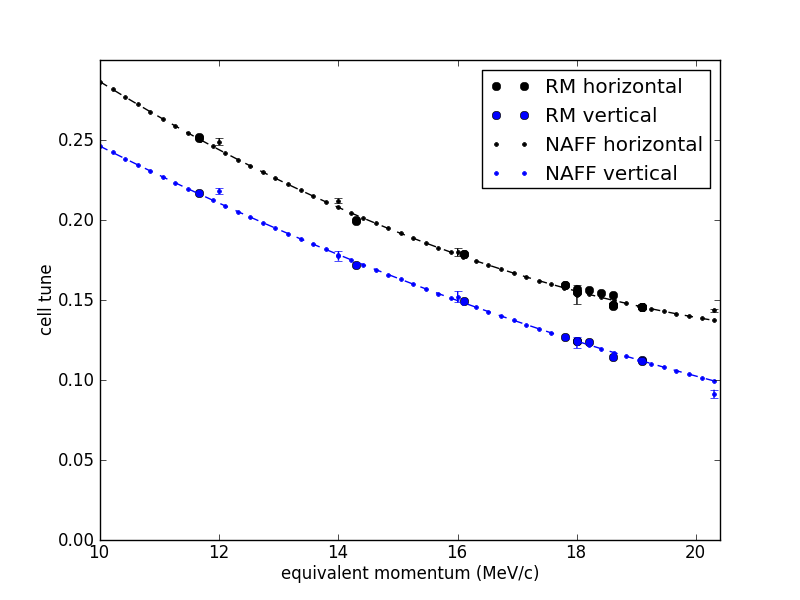 RM horizontal
RM vertical
NAFF horizontal
NAFF vertical
0.25
0.20
0.15
0.10
0.05
0.00
cell tune
10 12 14 16 18 20
equivalent momentum (MeV/c)